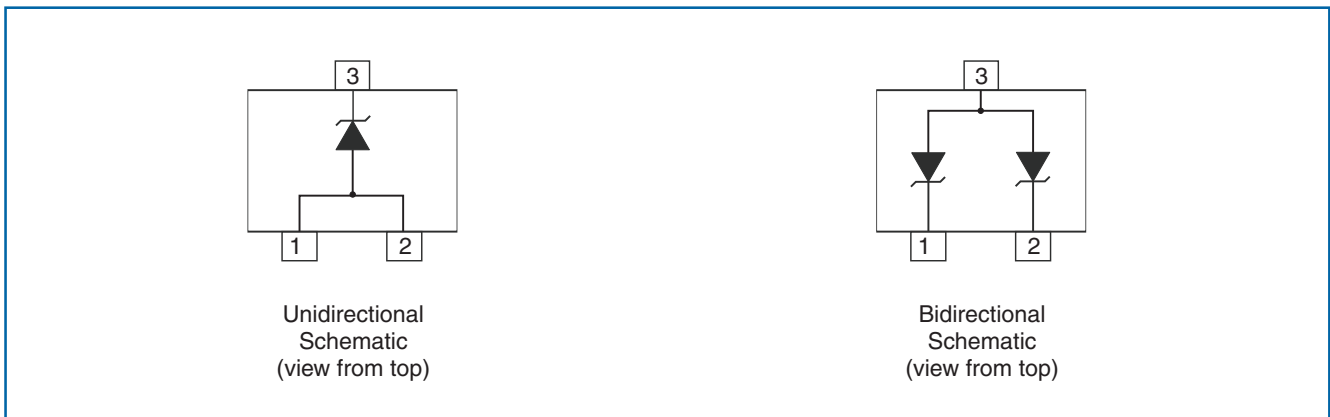 3
1
2
Unidirectional
Schematic
(view from top)
3
1
2
Bidirectional
Schematic
(view from top)